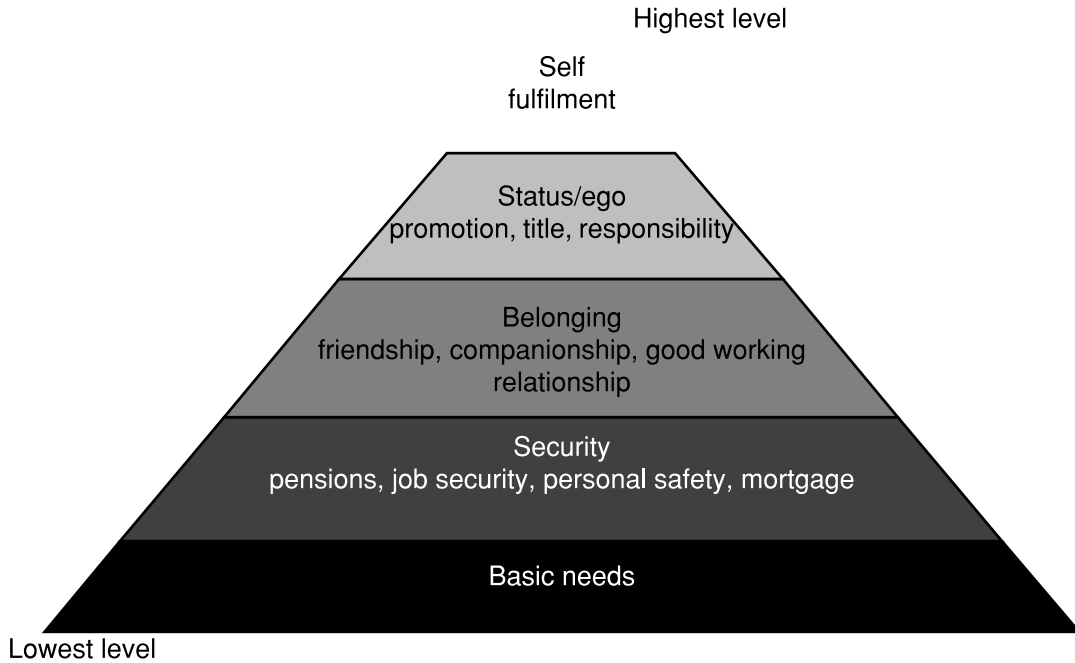 Highest level
Self
fulfilment
Status/ego
promotion, title, responsibility
Belonging
friendship, companionship, good working
relationship
Security
pensions, job security, personal safety, mortgage
Basic needs
Lowest level